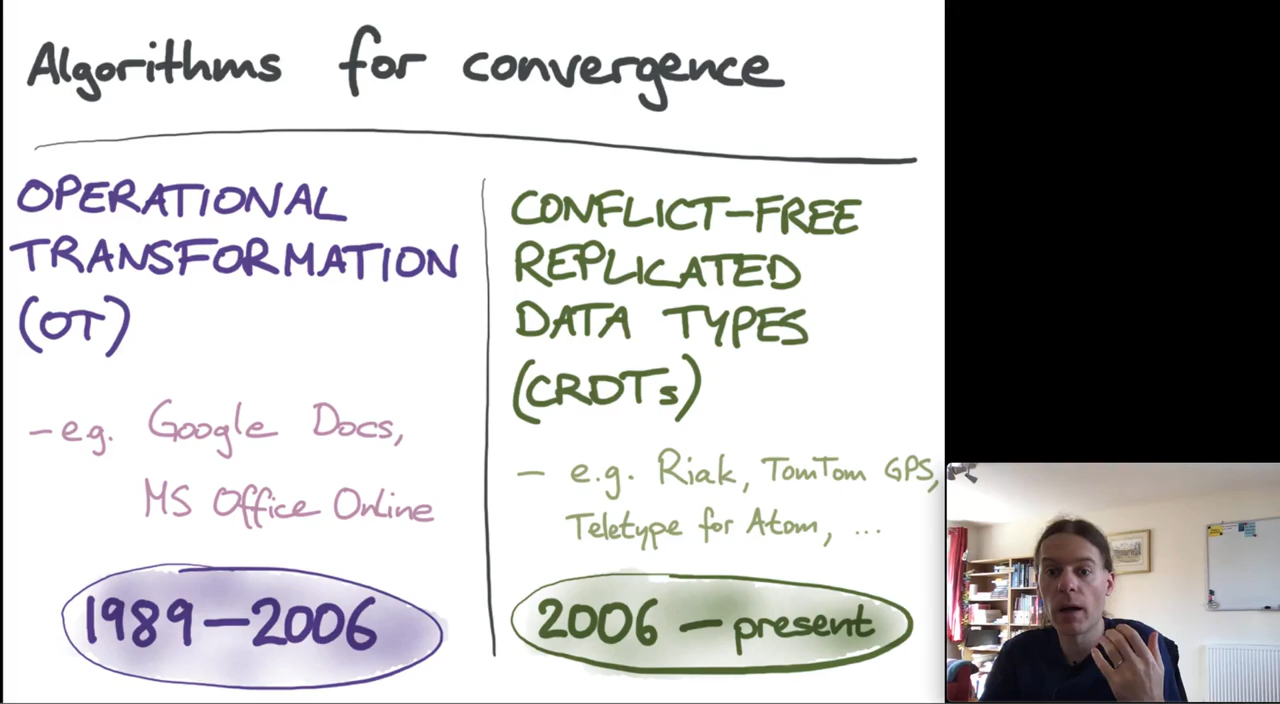 Algorithms for convergence
OPERATIONAL
TRANSFORMATION
(OT)
- e.g. Google Docs,
MS Office Online
1989 - 2006
CONFLICT-FREE
REPLICATED
DATA TYPES
(CRDTs)
- e.g. Riak, TomTom GPS,
Teletype for Atom, ...
2006 - present